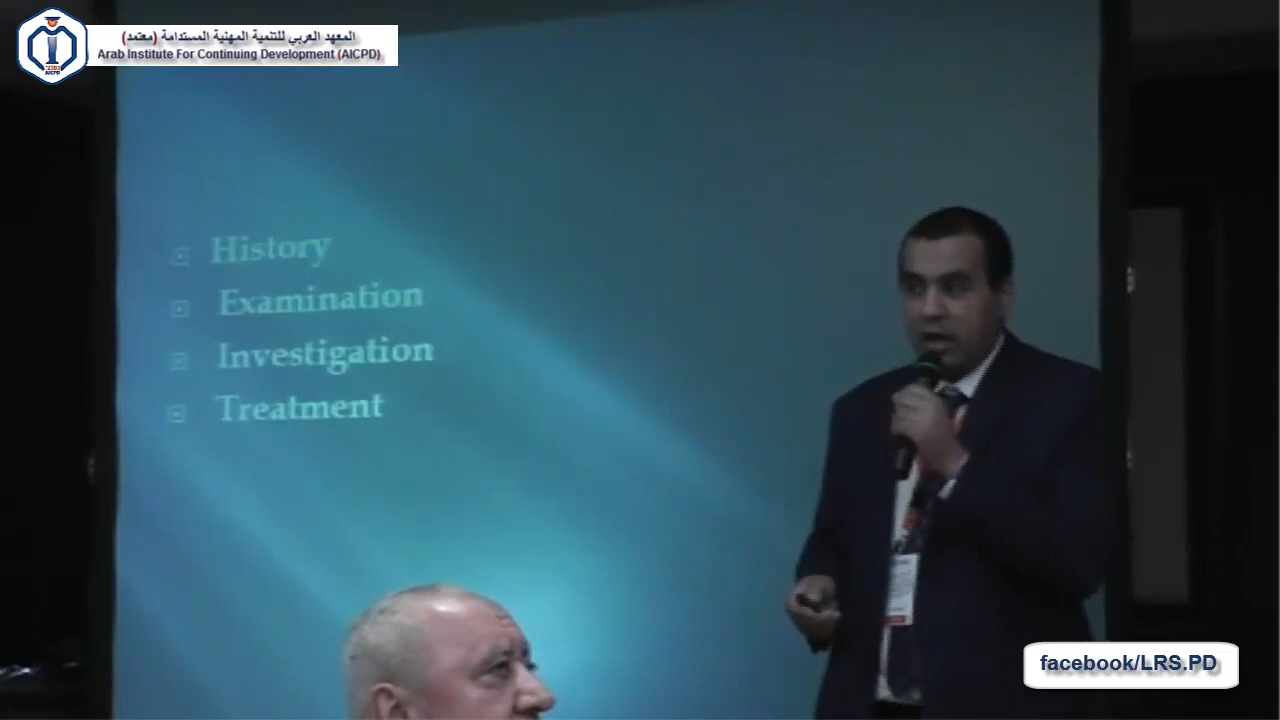 المعهد العربي للتنمية المهنية المستدامة (معتمد)
Arab Institute For Continuing Development (AICPD)
AICPD
History
Examination
Investigation
Treatment
facebook/LRS.PD